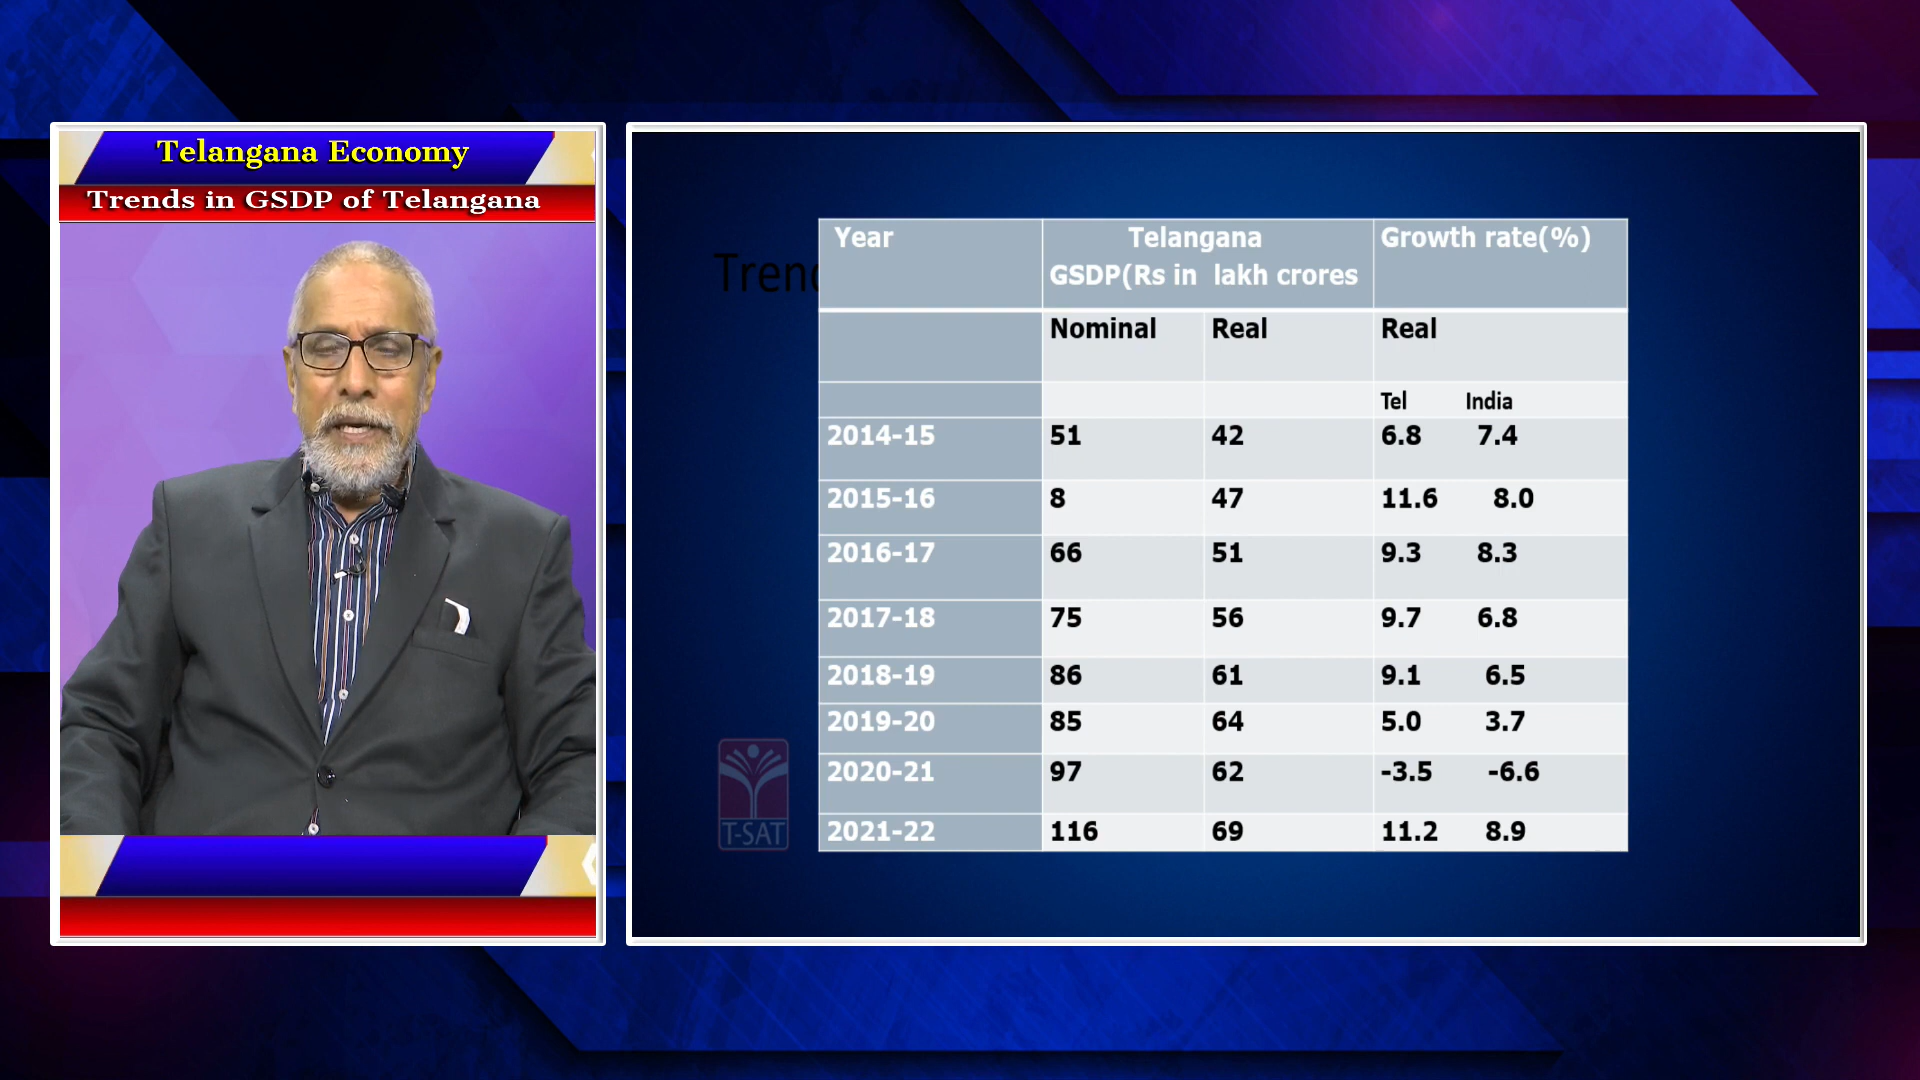 Telangana Economy
Trends in GSDP of Telangana
Trend
Year Telangana Growth rate(%)
GSDP(Rs in lakh crores
Nominal Real Real
Tel India
2014-15 51 42 6.8 7.4
2015-16 8 47 11.6 8.0
2016-17 66 51 9.3 8.3
2017-18 75 56 9.7 6.8
2018-19 86 61 9.1 6.5
2019-20 85 64 5.0 3.7
2020-21 97 62 -3.5 -6.6
2021-22 116 69 11.2 8.9
T-SAT